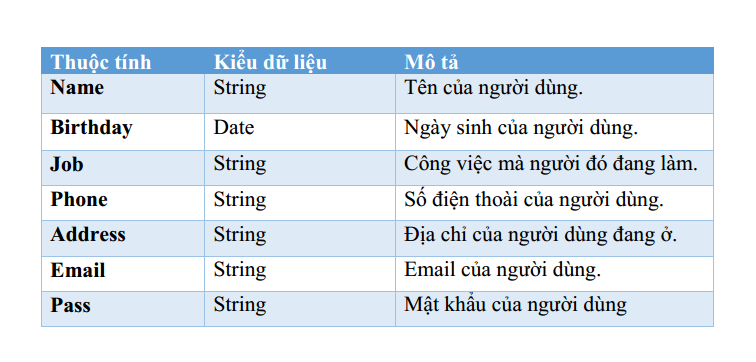 Thuộc tính Kiểu dữ liệu Mô tả
Name String Tên của người dùng.
Birthday Date Ngày sinh của người dùng.
Job String Công việc mà người đó đang làm.
Phone String Số điện thoài của người dùng.
Address String Địa chỉ của người dùng đang ở.
Email String Email của người dùng.
Pass String Mật khẩu của người dùng